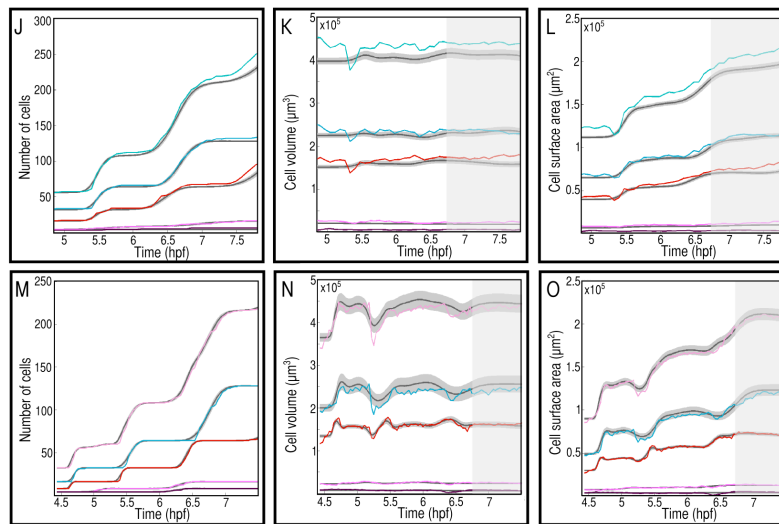 J
Number of cells
300
250
200
150
100
50
5 5.5 6 6.5 7 7.5
Time (hpf)
K
x10⁵
Cell volume (µm³)
5
4
3
2
1
5 5.5 6 6.5 7 7.5
Time (hpf)
L
x10⁵
Cell surface area (µm²)
2.5
2
1.5
1
0.5
5 5.5 6 6.5 7 7.5
Time (hpf)
M
Number of cells
250
200
150
100
50
4.5 5 5.5 6 6.5 7
Time (hpf)
N
x10⁵
Cell volume (µm³)
5
4
3
2
1
4.5 5 5.5 6 6.5 7
Time (hpf)
O
x10⁵
Cell surface area (µm²)
2.5
2
1.5
1
0.5
4.5 5 5.5 6 6.5 7
Time (hpf)